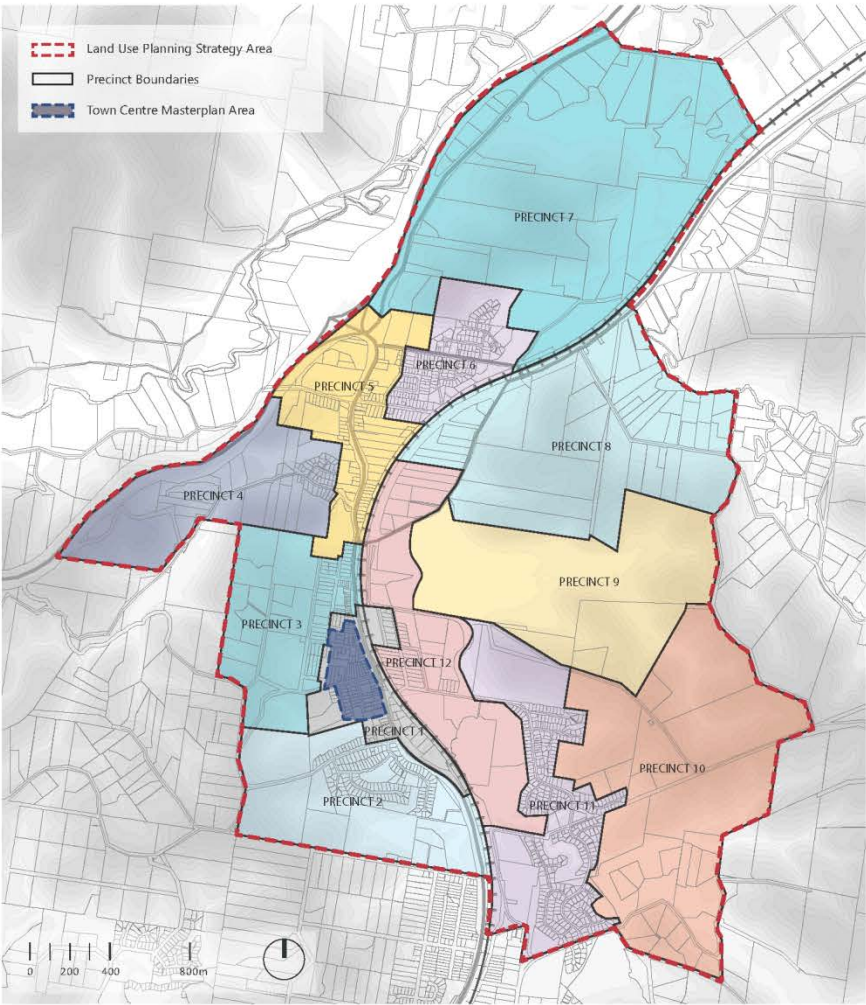 Land Use Planning Strategy Area
Precinct Boundaries
Town Centre Masterplan Area
PRECINCT 7
PRECINCT 6
PRECINCT 5
PRECINCT 8
PRECINCT 4
PRECINCT 9
PRECINCT 3
PRECINCT 12
PRECINCT 1
PRECINCT 10
PRECINCT 2
PRECINCT 11
0 200 400 800m